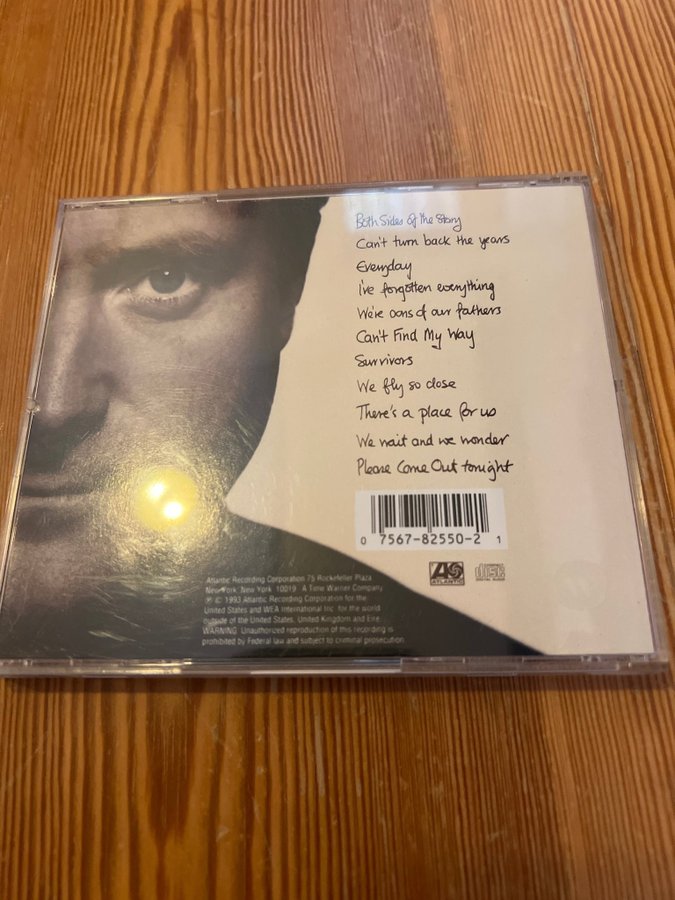 Both Sides of the Story
Can't turn back the years
Everyday
I've forgotten everything
We're sons of our fathers
Can't Find My Way
Survivors
We fly so close
There's a place for us
We wait and we wonder
Please Come Out tonight
0 7567-82550-2 1
ATLANTIC
disc
DIGITAL AUDIO
Atlantic Recording Corporation 75 Rockefeller Plaza
New York, New York 10019 A Time Warner Company
℗ © 1993 Atlantic Recording Corporation for the
United States and WEA International Inc. for the world
outside of the United States, United Kingdom and Eire.
WARNING: Unauthorized reproduction of this recording is
prohibited by Federal law and subject to criminal prosecution.